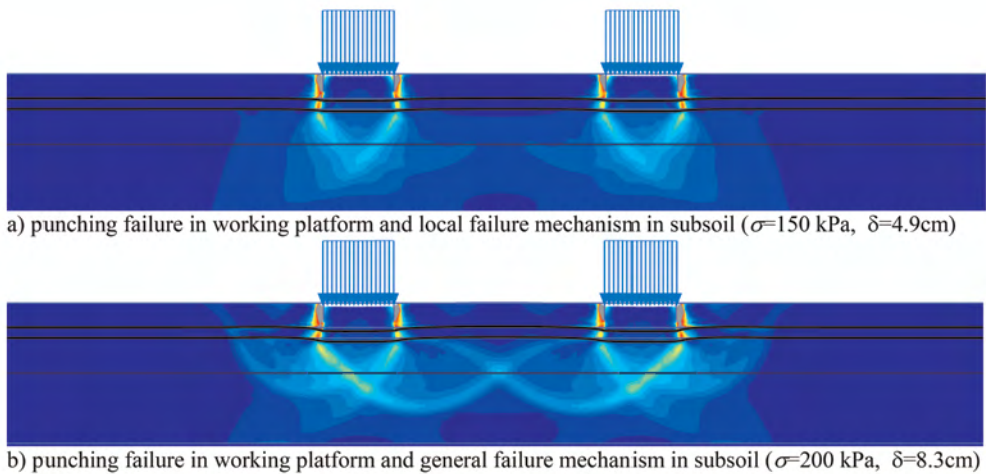 a) punching failure in working platform and local failure mechanism in subsoil (σ=150 kPa, δ=4.9cm)
b) punching failure in working platform and general failure mechanism in subsoil (σ=200 kPa, δ=8.3cm)